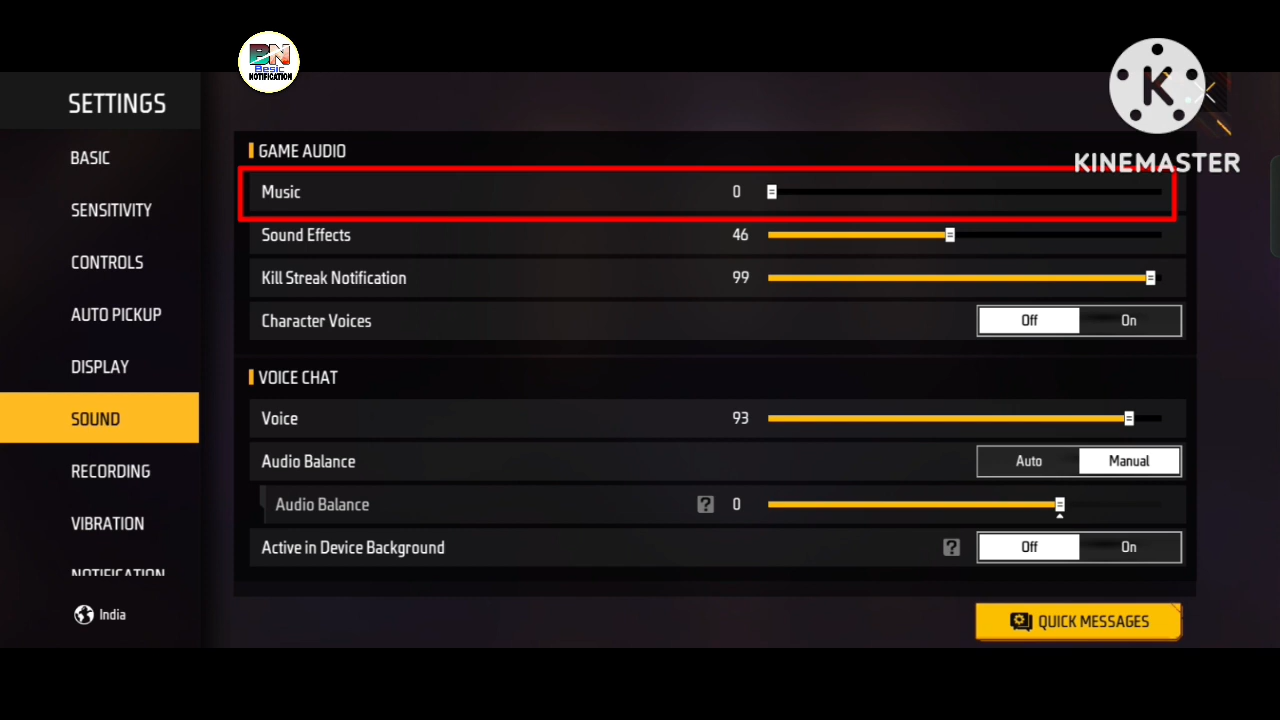 BN
Besic
NOTIFICATION
K
KINEMASTER
SETTINGS
BASIC
SENSITIVITY
CONTROLS
AUTO PICKUP
DISPLAY
SOUND
RECORDING
VIBRATION
NOTIFICATION
India
GAME AUDIO
Music 0
Sound Effects 46
Kill Streak Notification 99
Character Voices Off On
VOICE CHAT
Voice 93
Audio Balance Auto Manual
Audio Balance ? 0
Active in Device Background ? Off On
QUICK MESSAGES